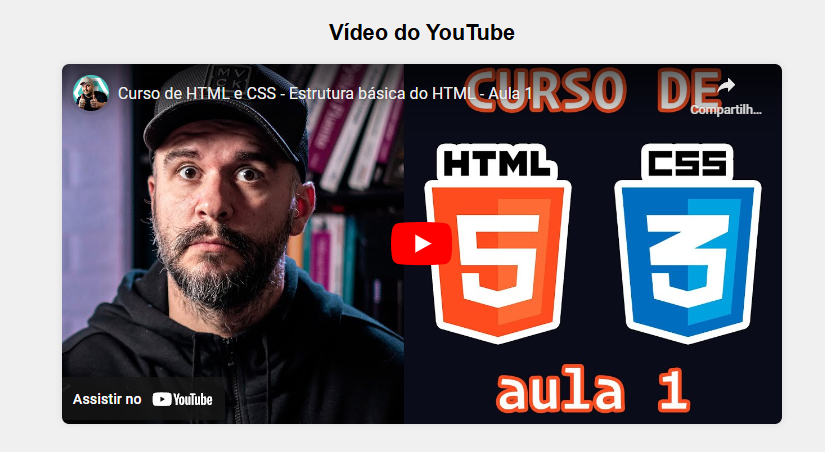 Vídeo do YouTube
Curso de HTML e CSS - Estrutura básica do HTML - Aula 1
CURSO DE
Compartilh...
HTML
CSS
5
3
aula 1
Assistir no YouTube